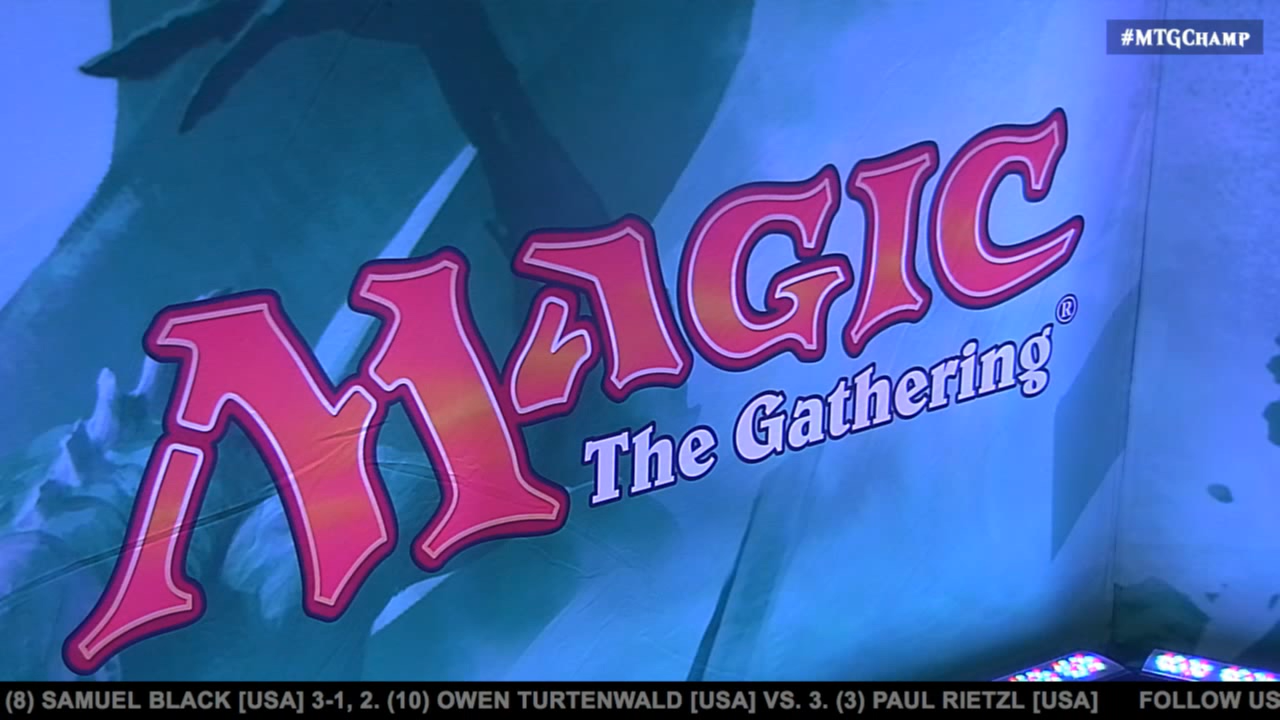 #MTGCHAMP
MAGIC
The Gathering®
(8) SAMUEL BLACK [USA] 3-1, 2. (10) OWEN TURTENWALD [USA] VS. 3. (3) PAUL RIETZL [USA] FOLLOW US